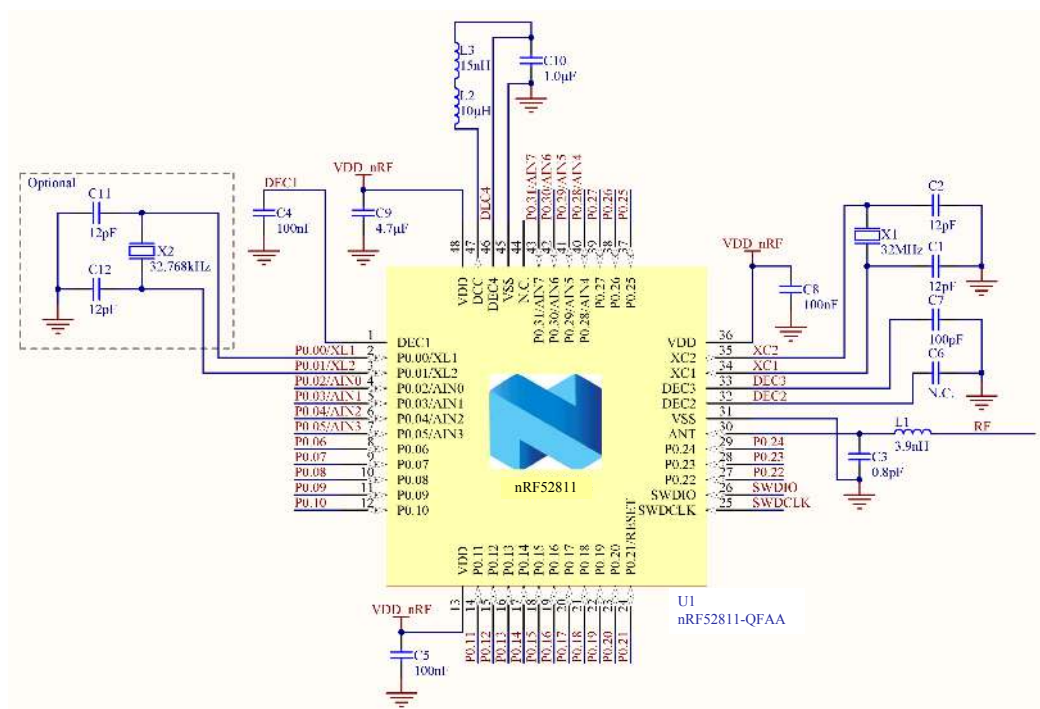 L3
15nH
L2
10µH
C10
1.0µF
VDD_nRF
C9
4.7µF
DEC1
C4
100nF
Optional
C11
12pF
X2
32.768kHz
C12
12pF
DEC4
P0.31/AIN7
P0.30/AIN6
P0.29/AIN5
P0.28/AIN4
P0.27
P0.26
P0.25
48
47
46
45
44
43
42
41
40
39
38
37
VDD
DCC
DEC4
VSS
N.C.
P0.31/AIN7
P0.30/AIN6
P0.29/AIN5
P0.28/AIN4
P0.27
P0.26
P0.25
VDD_nRF
C8
100nF
C2
12pF
X1
32MHz
C1
12pF
C7
100pF
C6
N.C.
1 DEC1
P0.00/XL1 2 P0.00/XL1
P0.01/XL2 3 P0.01/XL2
P0.02/AIN0 4 P0.02/AIN0
P0.03/AIN1 5 P0.03/AIN1
P0.04/AIN2 6 P0.04/AIN2
P0.05/AIN3 7 P0.05/AIN3
P0.06 8 P0.06
P0.07 9 P0.07
P0.08 10 P0.08
P0.09 11 P0.09
P0.10 12 P0.10
VDD 36
XC2 35 XC2
XC1 34 XC1
DEC3 33 DEC3
DEC2 32 DEC2
VSS 31
ANT 30
P0.24 29 P0.24
P0.23 28 P0.23
P0.22 27 P0.22
SWDIO 26 SWDIO
SWDCLK 25 SWDCLK
L1
3.9nH
RF
C3
0.8pF
nRF52811
VDD
P0.11
P0.12
P0.13
P0.14
P0.15
P0.16
P0.17
P0.18
P0.19
P0.20
P0.21/RESET
13
14
15
16
17
18
19
20
21
22
23
24
P0.11
P0.12
P0.13
P0.14
P0.15
P0.16
P0.17
P0.18
P0.19
P0.20
P0.21
VDD_nRF
C5
100nF
U1
nRF52811-QFAA